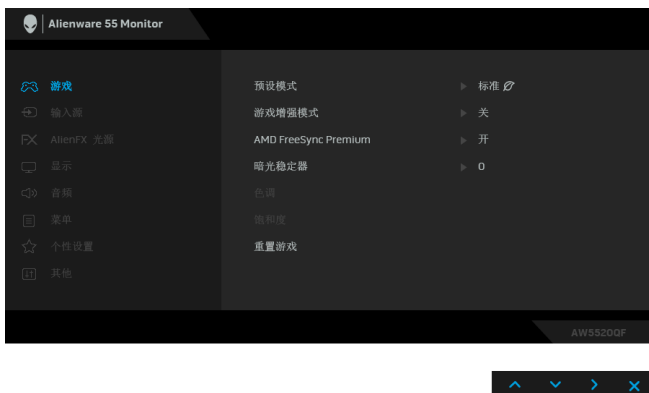 Alienware 55 Monitor
游戏
输入源
AlienFX 光源
显示
音频
菜单
个性设置
其他
预设模式 标准
游戏增强模式 关
AMD FreeSync Premium 开
暗光稳定器 0
色调
饱和度
重置游戏
AW5520QF